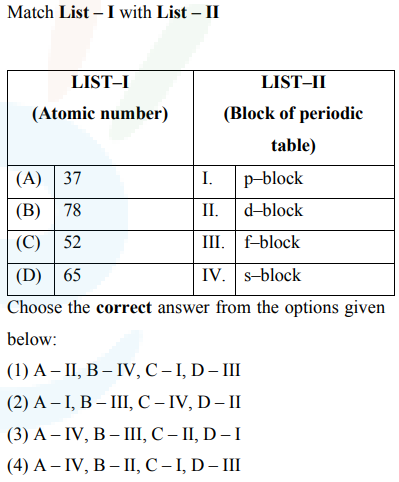 Match List – I with List – II
LIST–I LIST–II
(Atomic number) (Block of periodic
table)
(A) 37 I. p–block
(B) 78 II. d–block
(C) 52 III. f–block
(D) 65 IV. s–block
Choose the correct answer from the options given
below:
(1) A – II, B – IV, C – I, D – III
(2) A – I, B – III, C – IV, D – II
(3) A – IV, B – III, C – II, D – I
(4) A – IV, B – II, C – I, D – III